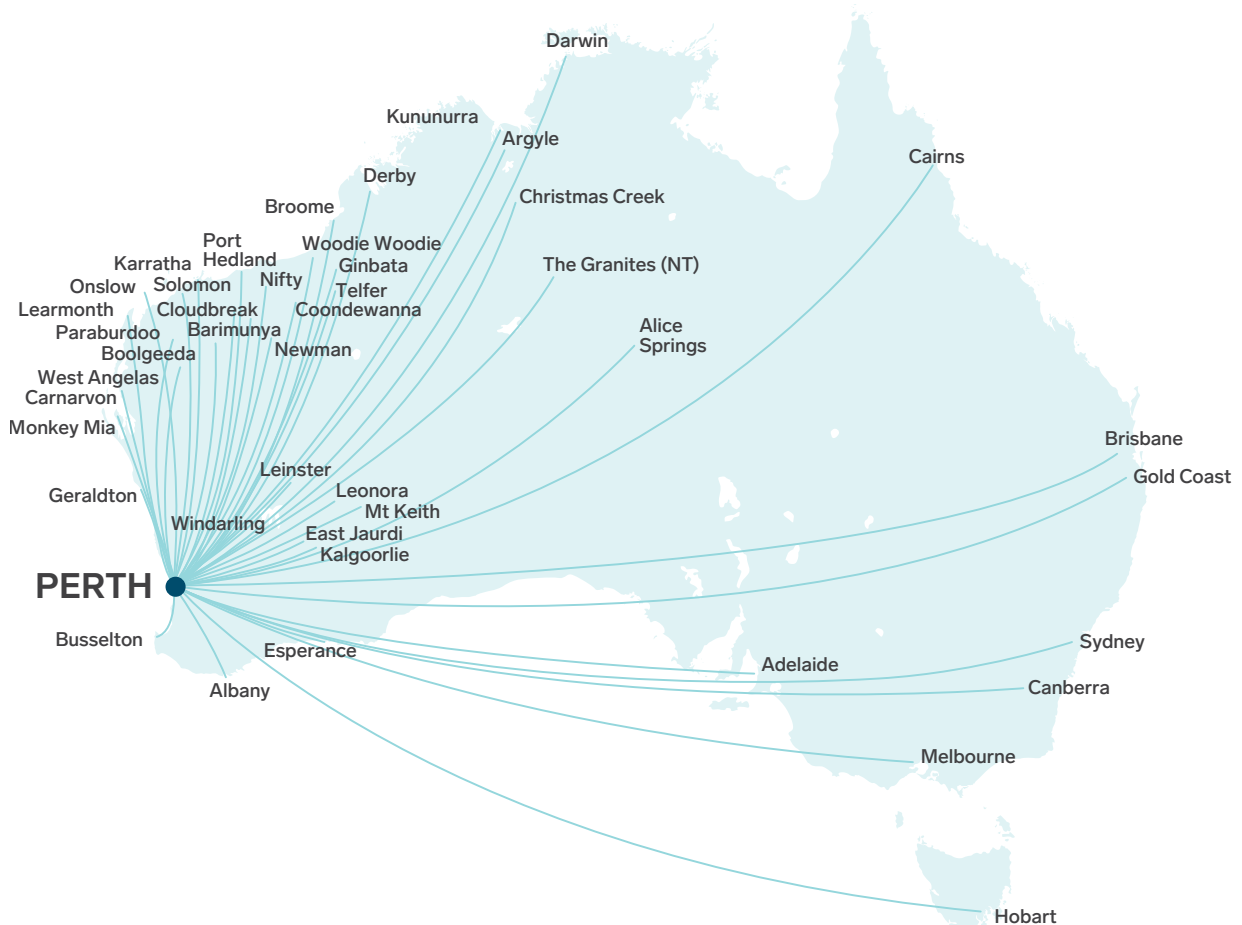 Darwin
Kununurra
Argyle
Cairns
Derby
Christmas Creek
Broome
Port
Hedland
Woodie Woodie
Karratha
Ginbata
The Granites (NT)
Onslow
Solomon
Nifty
Telfer
Learmonth
Cloudbreak
Coondewanna
Paraburdoo
Barimunya
Alice
Springs
Boolgeeda
Newman
West Angelas
Carnarvon
Monkey Mia
Brisbane
Leinster
Gold Coast
Geraldton
Leonora
Mt Keith
Windarling
East Jaurdi
Kalgoorlie
PERTH
Busselton
Esperance
Sydney
Adelaide
Albany
Canberra
Melbourne
Hobart